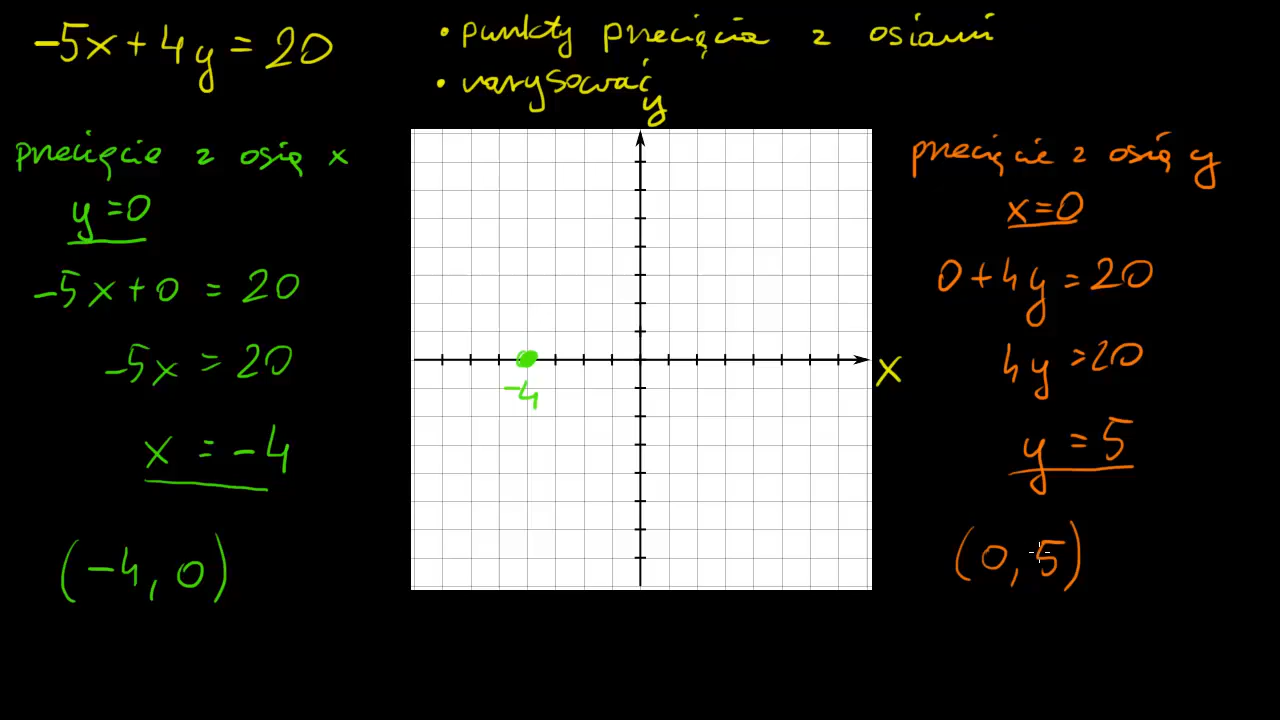 -5x + 4y = 20
• punkty przecięcia z osiami
• narysować
przecięcie z osią x
y = 0
-5x + 0 = 20
-5x = 20
x = -4
(-4, 0)
y
x
-4
przecięcie z osią y
x = 0
0 + 4y = 20
4y = 20
y = 5
(0, 5)